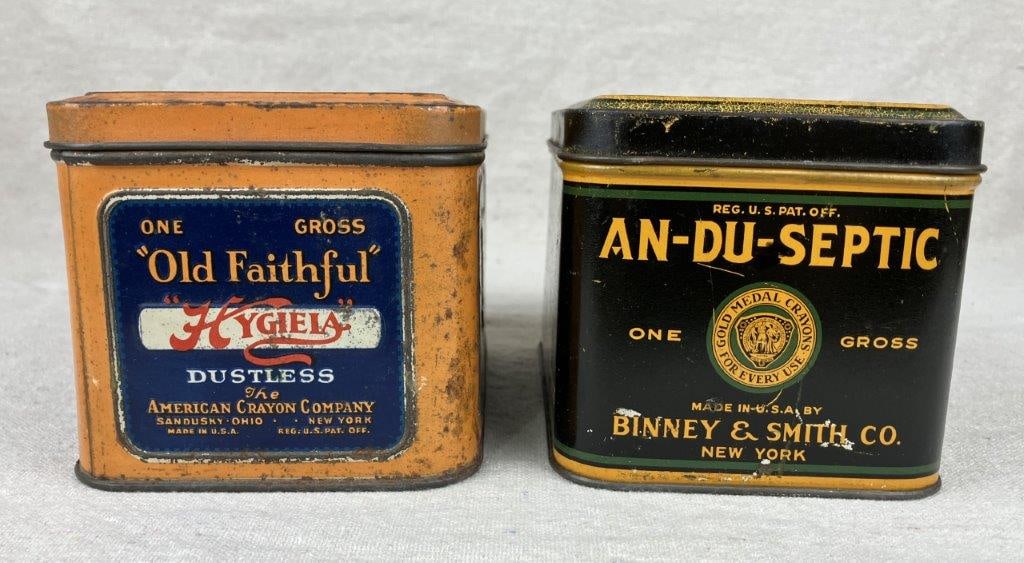 ONE GROSS
"Old Faithful"
"HYGIEIA"
DUSTLESS
The
AMERICAN CRAYON COMPANY
SANDUSKY · OHIO · · NEW YORK
MADE IN U.S.A. REG. U.S. PAT. OFF.
REG. U.S. PAT. OFF.
AN-DU-SEPTIC
GOLD MEDAL CRAYONS
FOR EVERY USE
ONE GROSS
MADE IN U.S.A. BY
BINNEY & SMITH CO.
NEW YORK